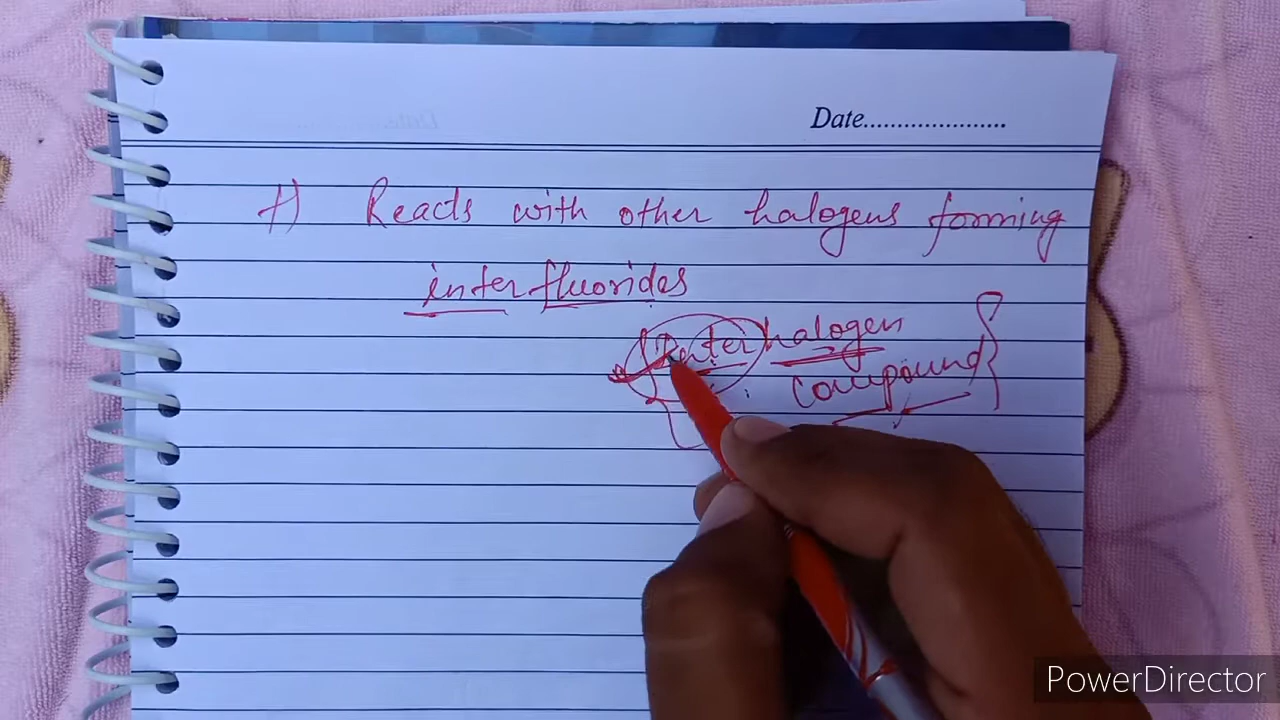 Date....................
7) Reacts with other halogens forming
interfluorides
Interhalogen
compound
PowerDirector